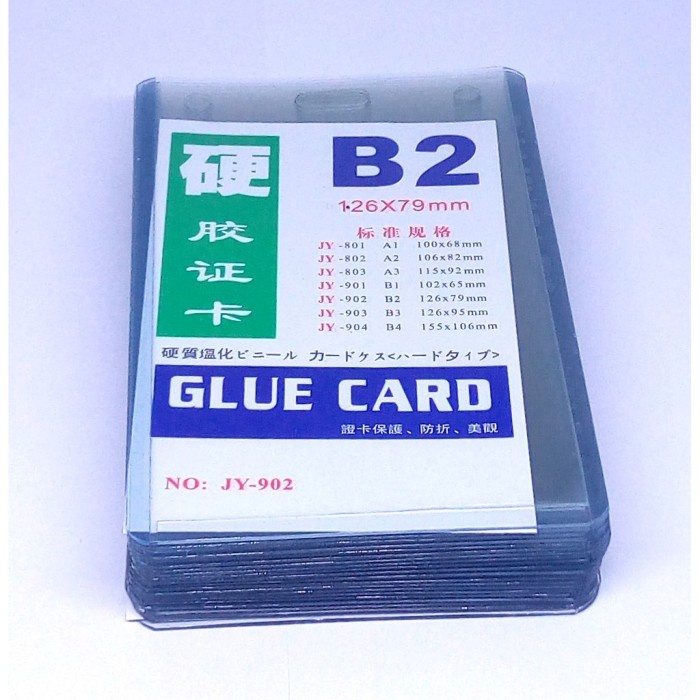 硬
胶
证
卡
B2
126X79mm
标准规格
JY-801 A1 100x68mm
JY-802 A2 106x82mm
JY-803 A3 115x92mm
JY-901 B1 102x65mm
JY-902 B2 126x79mm
JY-903 B3 126x95mm
JY-904 B4 155x106mm
硬質塩化ビニール カードケス<ハードタイプ>
GLUE CARD
證卡保護、防折、美觀
NO: JY-902